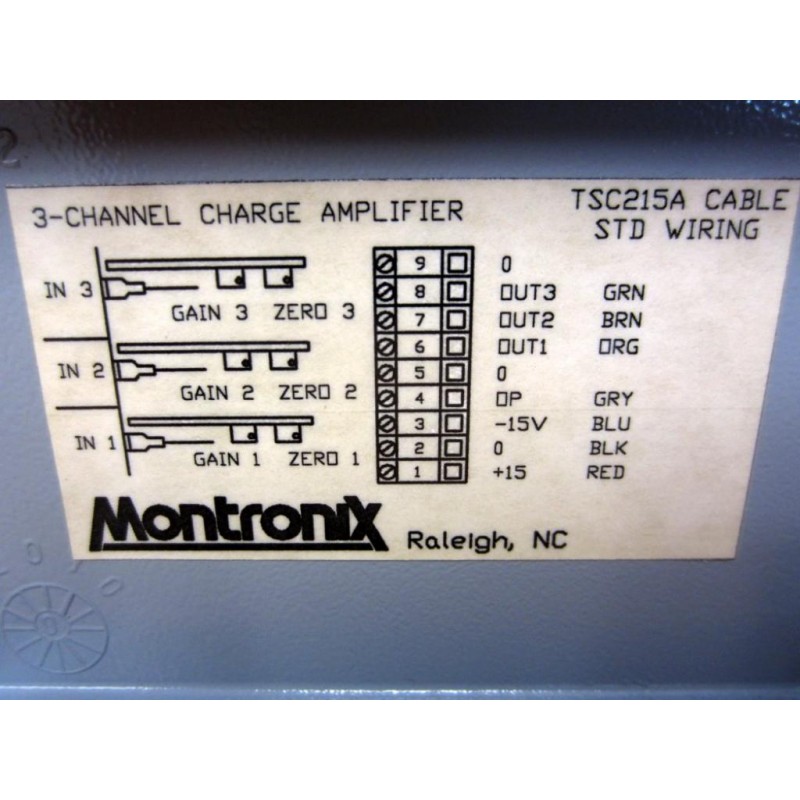 2
3-CHANNEL CHARGE AMPLIFIER
TSC215A CABLE
STD WIRING
IN 3
GAIN 3 ZERO 3
IN 2
GAIN 2 ZERO 2
IN 1
GAIN 1 ZERO 1
9 0
8 OUT3 GRN
7 OUT2 BRN
6 OUT1 ORG
5 0
4 OP GRY
3 -15V BLU
2 0 BLK
1 +15 RED
Montronix
Raleigh, NC